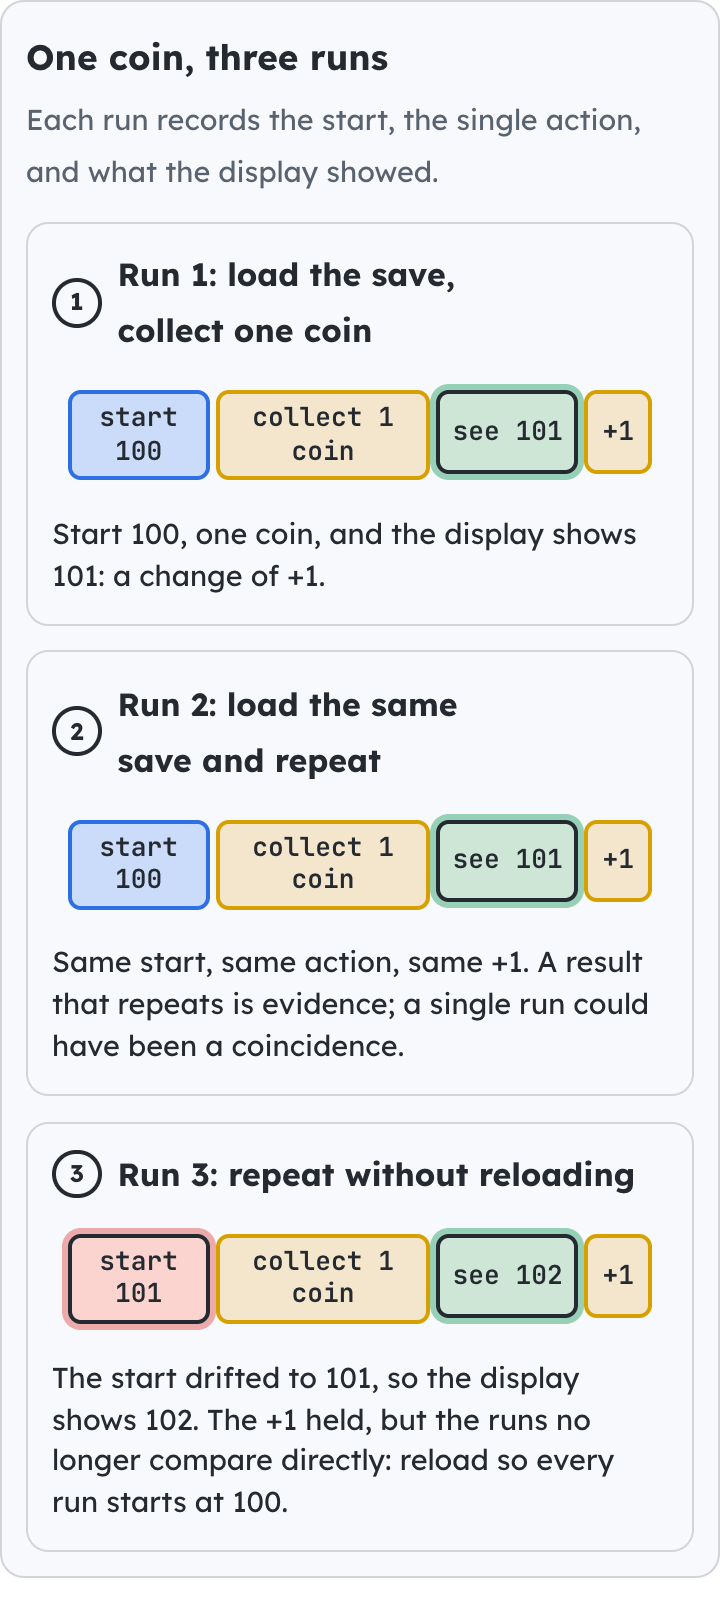 One coin, three runs
Each run records the start, the single action,
and what the display showed.
1
Run 1: load the save,
collect one coin
start
100
collect 1
coin
see 101
+1
Start 100, one coin, and the display shows
101: a change of +1.
2
Run 2: load the same
save and repeat
start
100
collect 1
coin
see 101
+1
Same start, same action, same +1. A result
that repeats is evidence; a single run could
have been a coincidence.
3
Run 3: repeat without reloading
start
101
collect 1
coin
see 102
+1
The start drifted to 101, so the display
shows 102. The +1 held, but the runs no
longer compare directly: reload so every
run starts at 100.